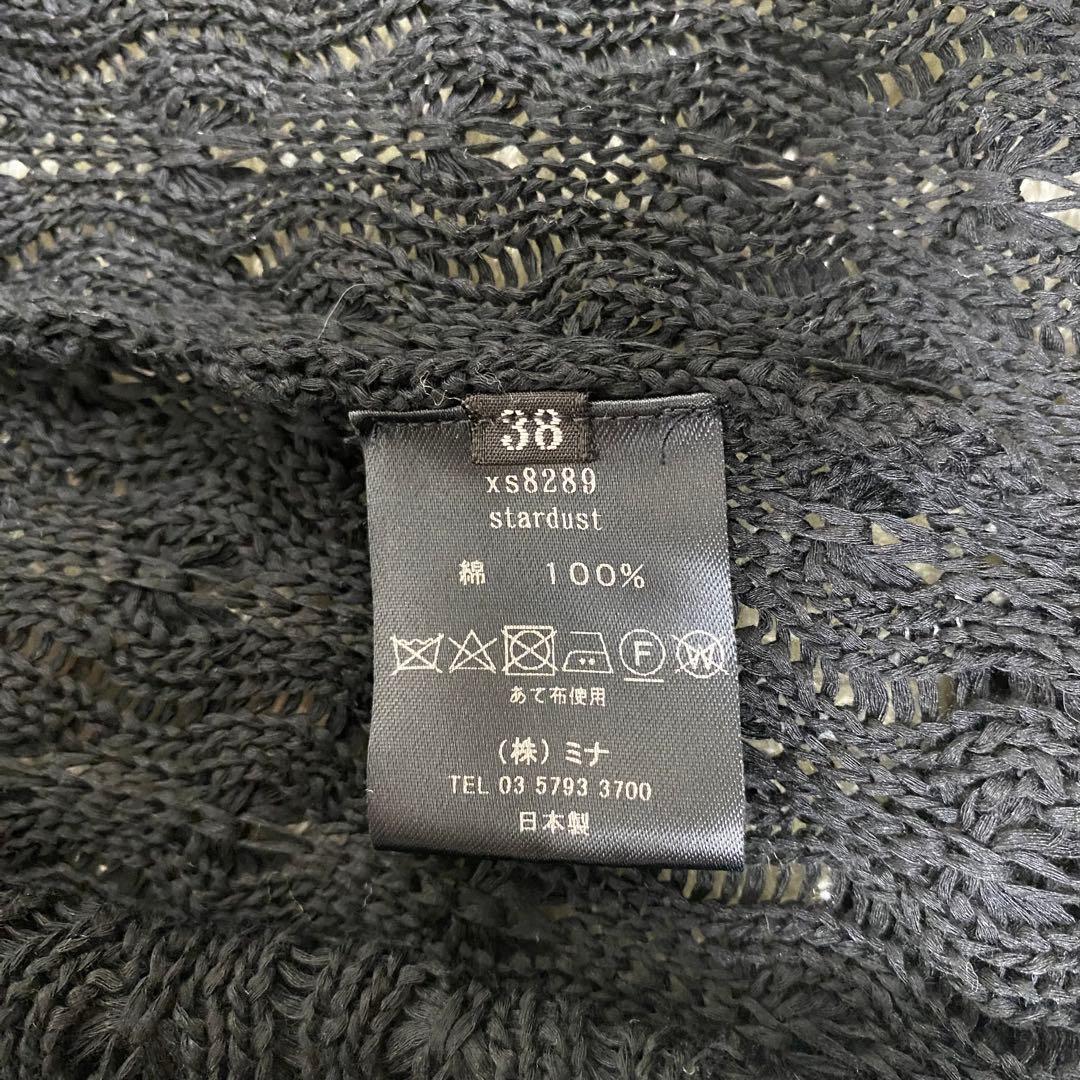 38
xs8289
stardust
綿 100%
F W
あて布使用
(株)ミナ
TEL 03 5793 3700
日本製